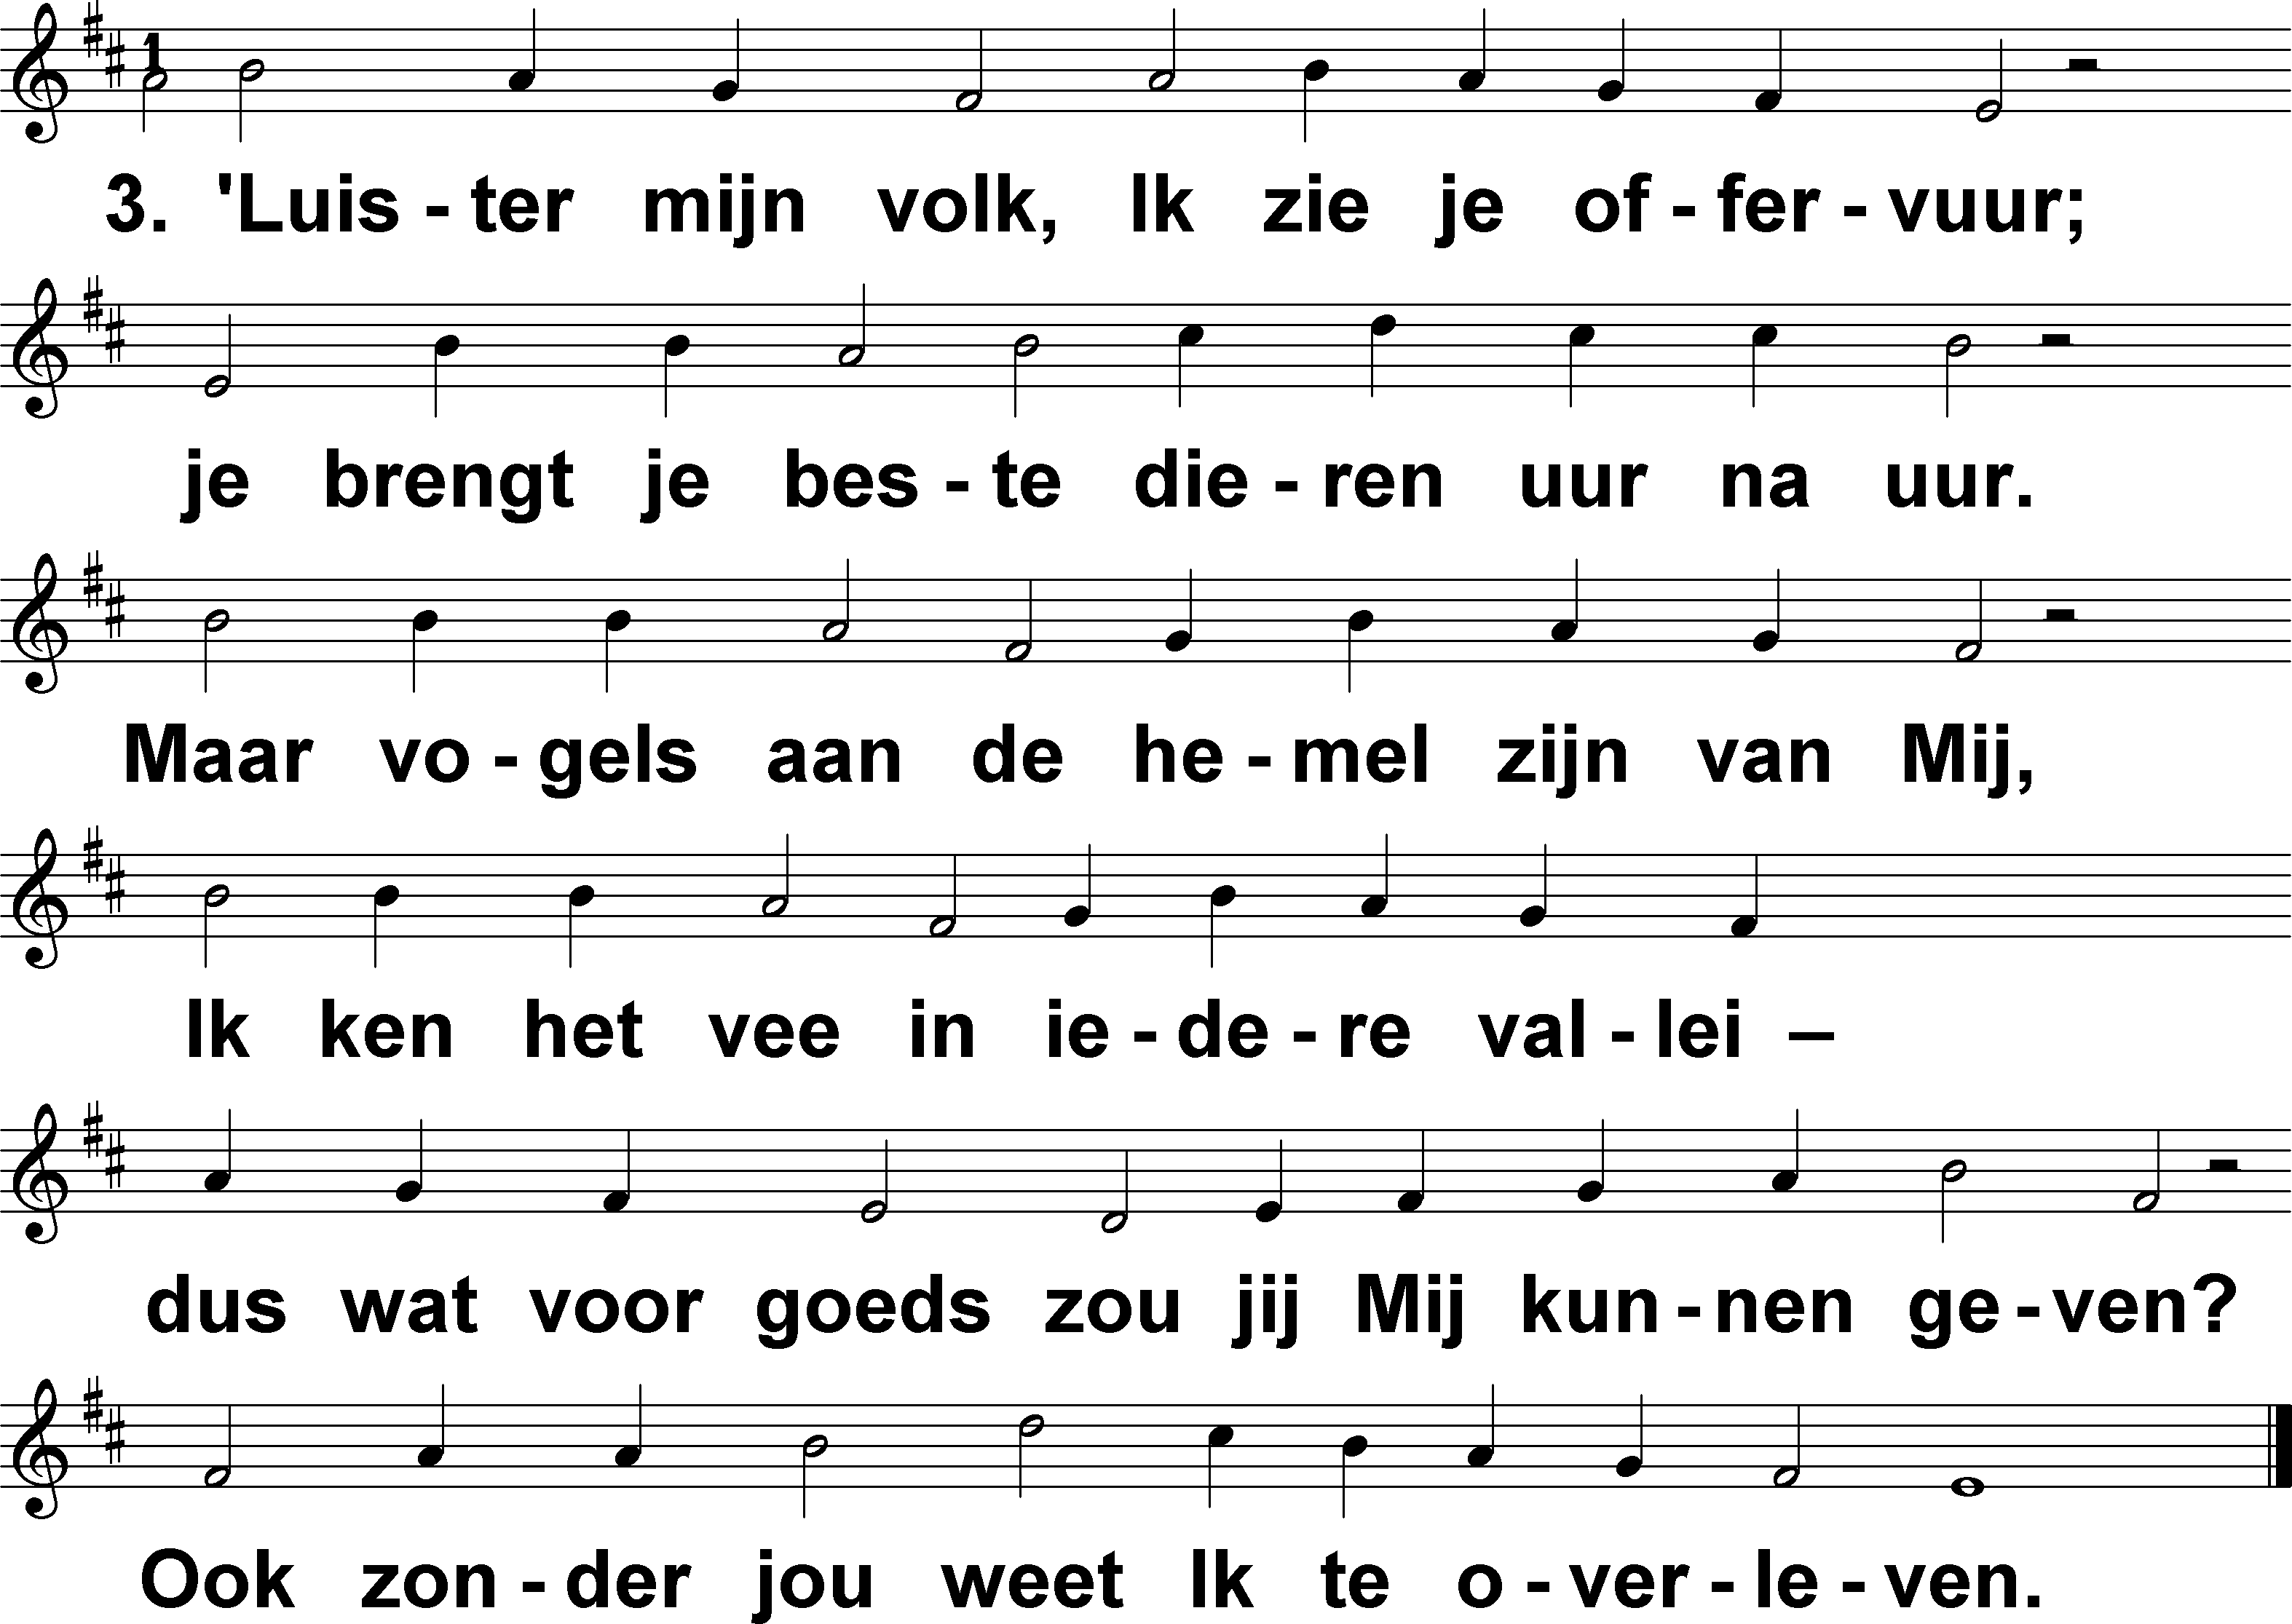 1
3. 'Luis - ter mijn volk, Ik zie je of - fer - vuur;
je brengt je bes - te die - ren uur na uur.
Maar vo - gels aan de he - mel zijn van Mij,
Ik ken het vee in ie - de - re val - lei –
dus wat voor goeds zou jij Mij kun - nen ge - ven?
Ook zon - der jou weet Ik te o - ver - le - ven.